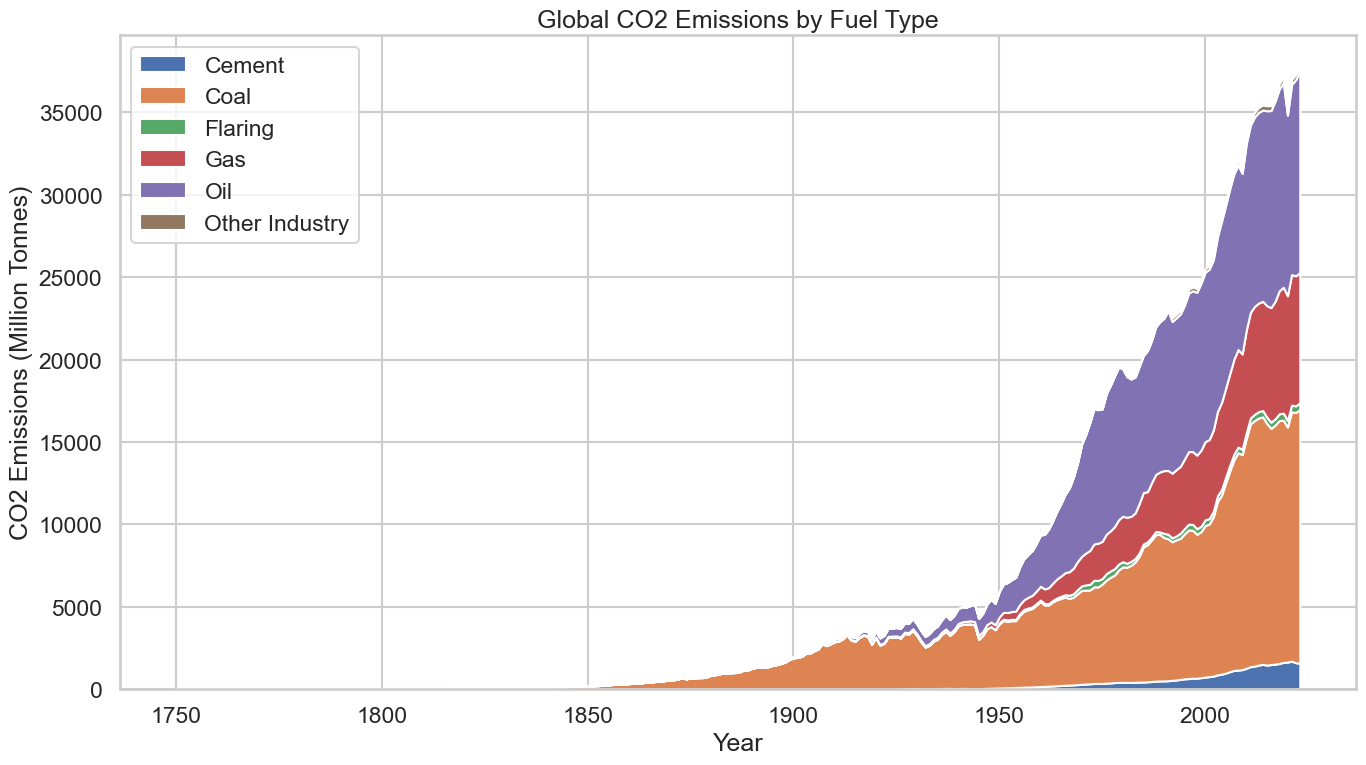 Global CO2 Emissions by Fuel Type
Cement
Coal
Flaring
Gas
Oil
Other Industry
CO2 Emissions (Million Tonnes)
35000
30000
25000
20000
15000
10000
5000
0
1750
1800
1850
1900
1950
2000
Year